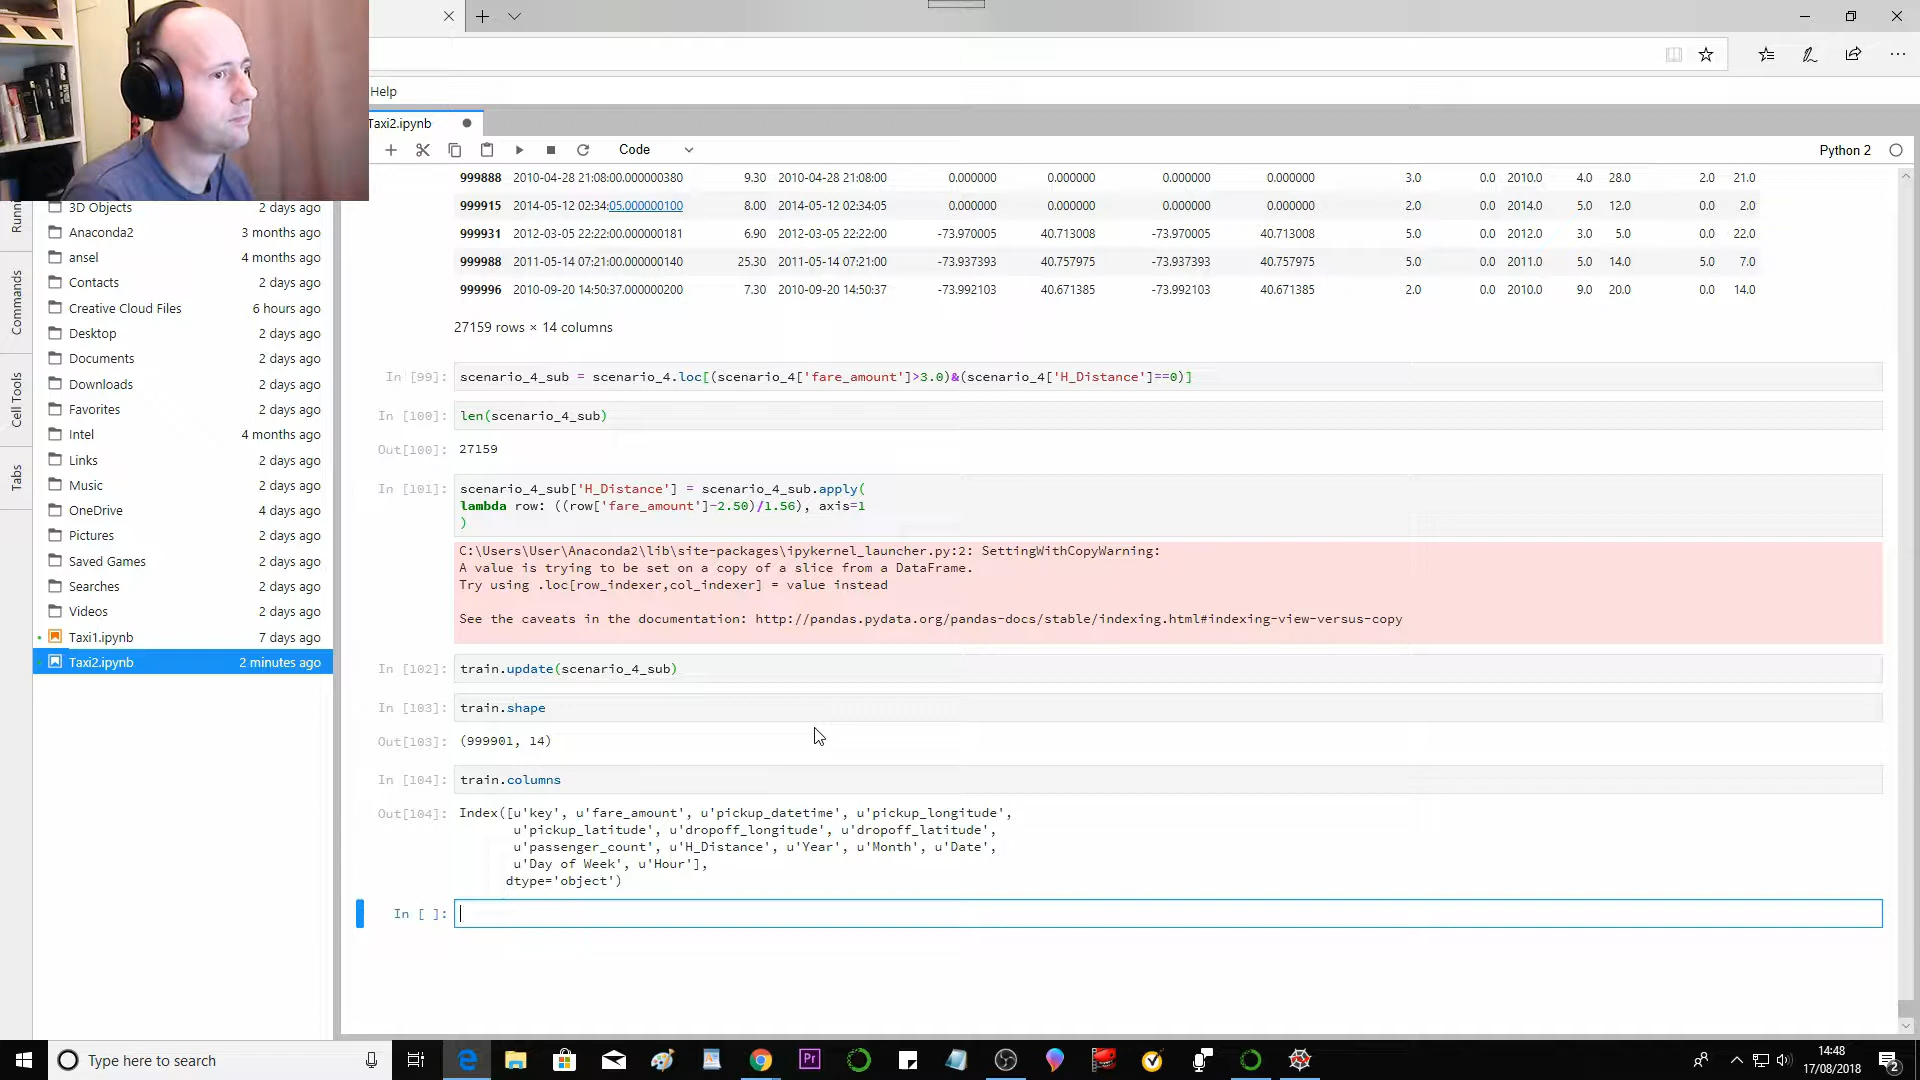 Help
Taxi2.ipynb
Code
Python 2
999888 2010-04-28 21:08:00.000000380 9.30 2010-04-28 21:08:00 0.000000 0.000000 0.000000 0.000000 3.0 0.0 2010.0 4.0 28.0 2.0 21.0
999915 2014-05-12 02:34:05.000000100 8.00 2014-05-12 02:34:05 0.000000 0.000000 0.000000 0.000000 2.0 0.0 2014.0 5.0 12.0 0.0 2.0
999931 2012-03-05 22:22:00.000000181 6.90 2012-03-05 22:22:00 -73.970005 40.713008 -73.970005 40.713008 5.0 0.0 2012.0 3.0 5.0 0.0 22.0
999988 2011-05-14 07:21:00.000000140 25.30 2011-05-14 07:21:00 -73.937393 40.757975 -73.937393 40.757975 5.0 0.0 2011.0 5.0 14.0 5.0 7.0
999996 2010-09-20 14:50:37.000000200 7.30 2010-09-20 14:50:37 -73.992103 40.671385 -73.992103 40.671385 2.0 0.0 2010.0 9.0 20.0 0.0 14.0
27159 rows × 14 columns
In [99]: scenario_4_sub = scenario_4.loc[(scenario_4['fare_amount']>3.0)&(scenario_4['H_Distance']==0)]
In [100]: len(scenario_4_sub)
Out[100]: 27159
In [101]: scenario_4_sub['H_Distance'] = scenario_4_sub.apply(
lambda row: ((row['fare_amount']-2.50)/1.56), axis=1
)
C:\Users\User\Anaconda2\lib\site-packages\ipykernel_launcher.py:2: SettingWithCopyWarning:
A value is trying to be set on a copy of a slice from a DataFrame.
Try using .loc[row_indexer,col_indexer] = value instead
See the caveats in the documentation: http://pandas.pydata.org/pandas-docs/stable/indexing.html#indexing-view-versus-copy
In [102]: train.update(scenario_4_sub)
In [103]: train.shape
Out[103]: (999901, 14)
In [104]: train.columns
Out[104]: Index([u'key', u'fare_amount', u'pickup_datetime', u'pickup_longitude',
u'pickup_latitude', u'dropoff_longitude', u'dropoff_latitude',
u'passenger_count', u'H_Distance', u'Year', u'Month', u'Date',
u'Day of Week', u'Hour'],
dtype='object')
In [ ]:
Commands
Cell Tools
Tabs
3D Objects 2 days ago
Anaconda2 3 months ago
ansel 4 months ago
Contacts 2 days ago
Creative Cloud Files 6 hours ago
Desktop 2 days ago
Documents 2 days ago
Downloads 2 days ago
Favorites 2 days ago
Intel 4 months ago
Links 2 days ago
Music 2 days ago
OneDrive 4 days ago
Pictures 2 days ago
Saved Games 2 days ago
Searches 2 days ago
Videos 2 days ago
Taxi1.ipynb 7 days ago
Taxi2.ipynb 2 minutes ago
Type here to search
Pr
14:48
17/08/2018
2